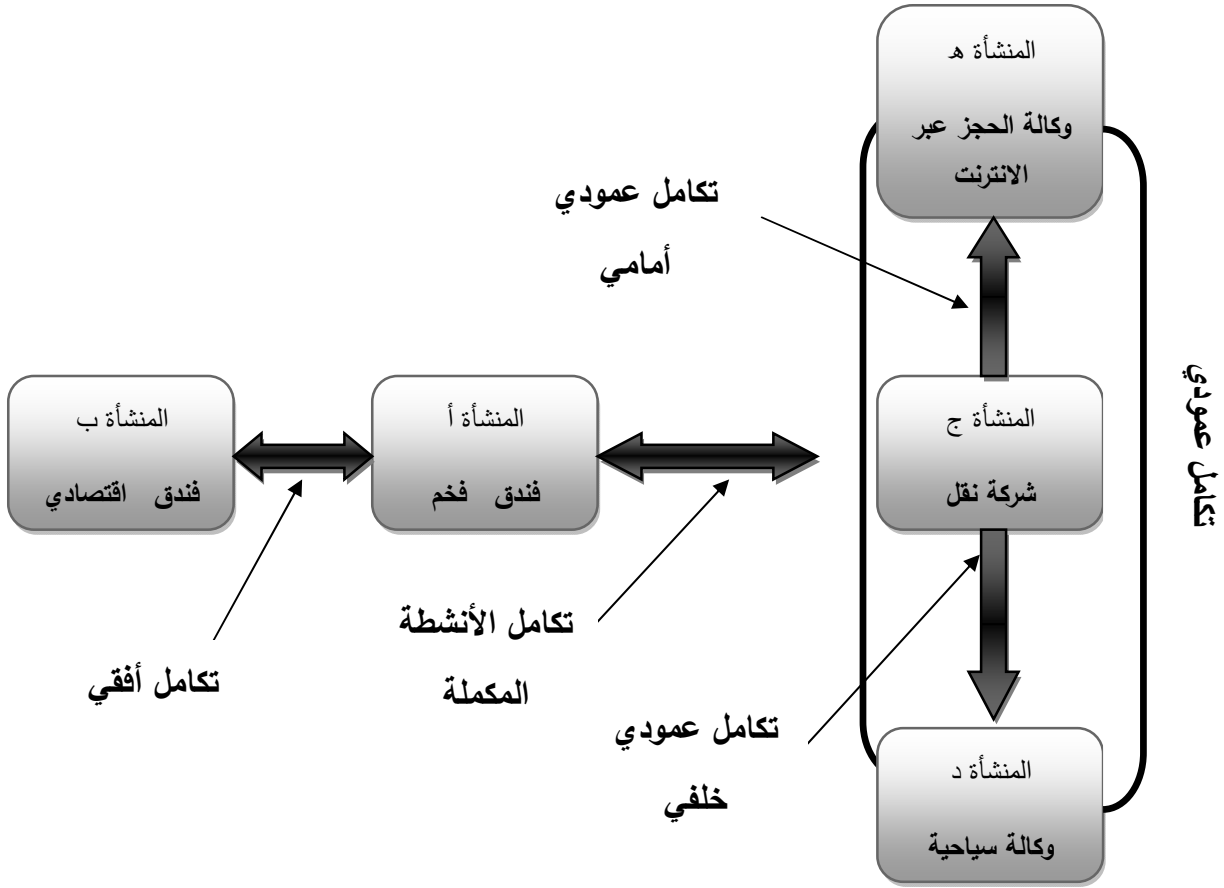 المنشأة ه
وكالة الحجز عبر
الانترنت
تكامل عمودي
أمامي
تكامل عمودي
المنشأة ج
شركة نقل
المنشأة أ
فندق فخم
المنشأة ب
فندق اقتصادي
تكامل الأنشطة
المكملة
تكامل أفقي
تكامل عمودي
خلفي
المنشأة د
وكالة سياحية